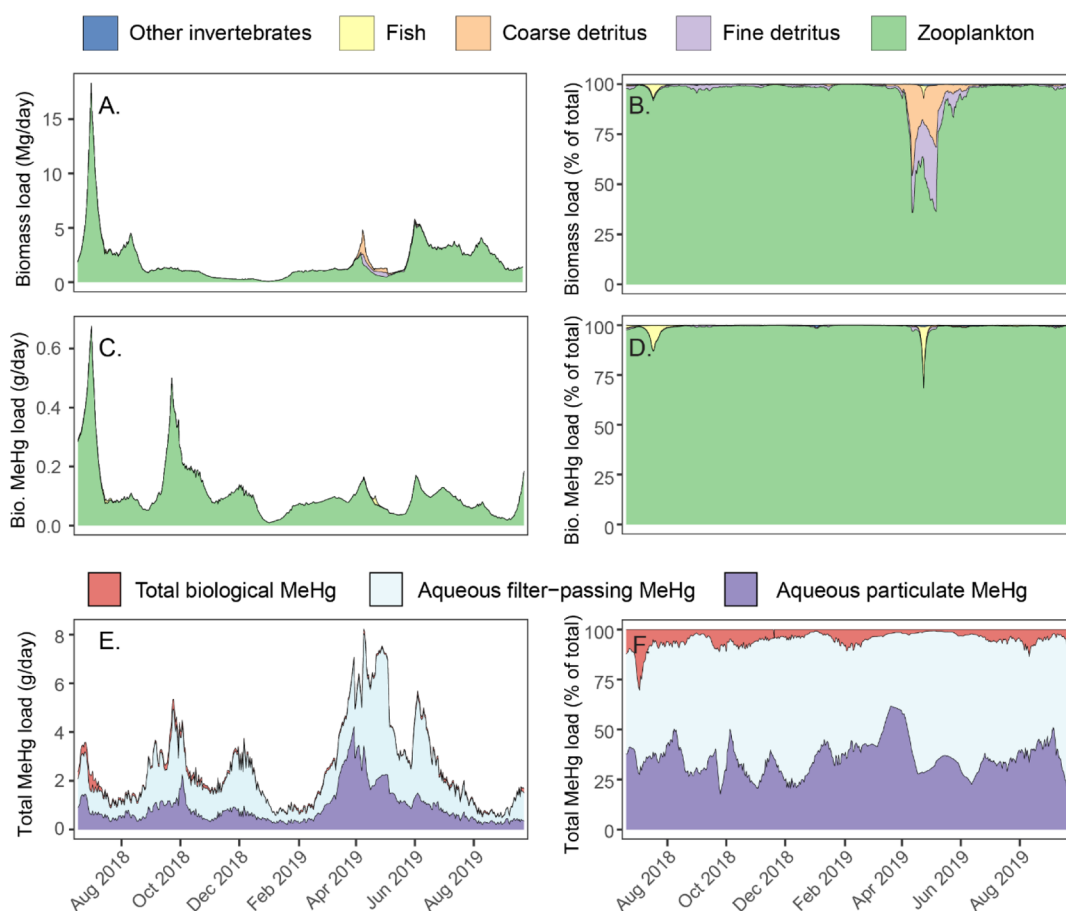 Other invertebrates Fish Coarse detritus Fine detritus Zooplankton
A.
Biomass load (Mg/day)
15
10
5
0
B.
Biomass load (% of total)
100
75
50
25
0
C.
Bio. MeHg load (g/day)
0.6
0.4
0.2
0.0
D.
Bio. MeHg load (% of total)
100
75
50
25
0
Total biological MeHg Aqueous filter−passing MeHg Aqueous particulate MeHg
E.
Total MeHg load (g/day)
8
6
4
2
0
F.
Total MeHg load (% of total)
100
75
50
25
0
Aug 2018 Oct 2018 Dec 2018 Feb 2019 Apr 2019 Jun 2019 Aug 2019
Aug 2018 Oct 2018 Dec 2018 Feb 2019 Apr 2019 Jun 2019 Aug 2019